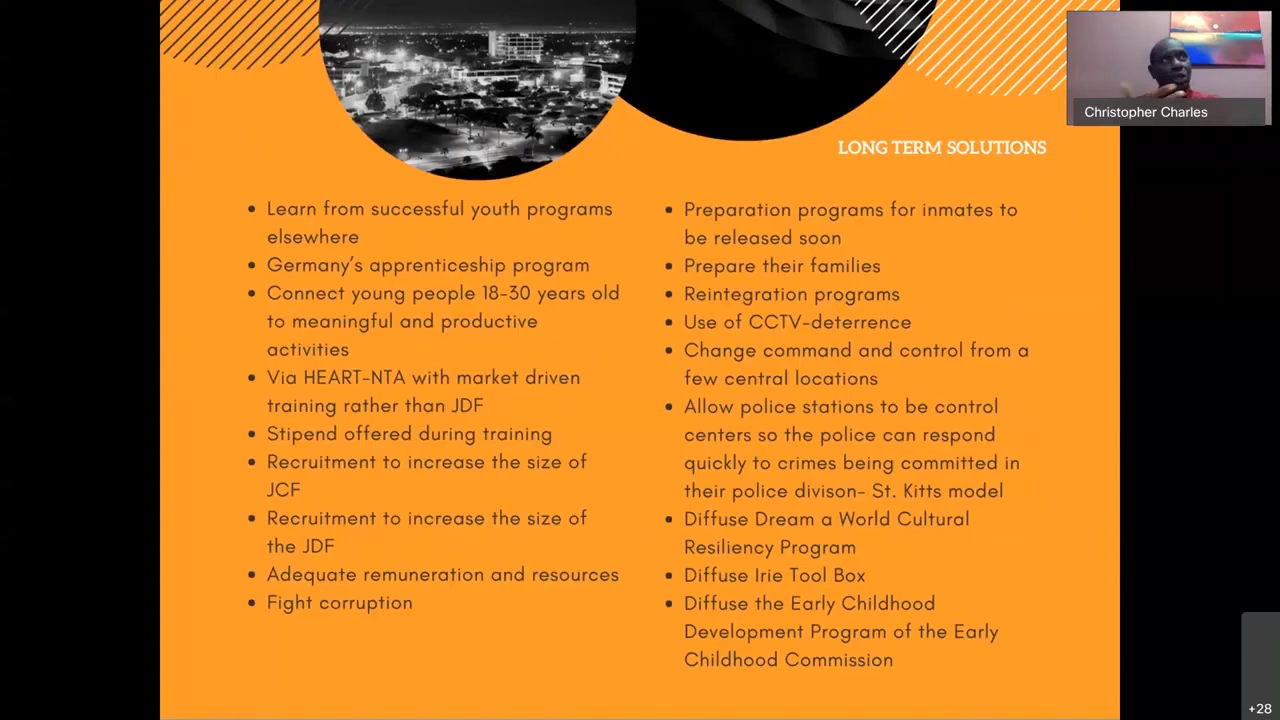 Christopher Charles
LONG TERM SOLUTIONS
• Learn from successful youth programs
elsewhere
• Germany's apprenticeship program
• Connect young people 18-30 years old
to meaningful and productive
activities
• Via HEART-NTA with market driven
training rather than JDF
• Stipend offered during training
• Recruitment to increase the size of
JCF
• Recruitment to increase the size of
the JDF
• Adequate remuneration and resources
• Fight corruption
• Preparation programs for inmates to
be released soon
• Prepare their families
• Reintegration programs
• Use of CCTV-deterrence
• Change command and control from a
few central locations
• Allow police stations to be control
centers so the police can respond
quickly to crimes being committed in
their police divison- St. Kitts model
• Diffuse Dream a World Cultural
Resiliency Program
• Diffuse Irie Tool Box
• Diffuse the Early Childhood
Development Program of the Early
Childhood Commission
+28